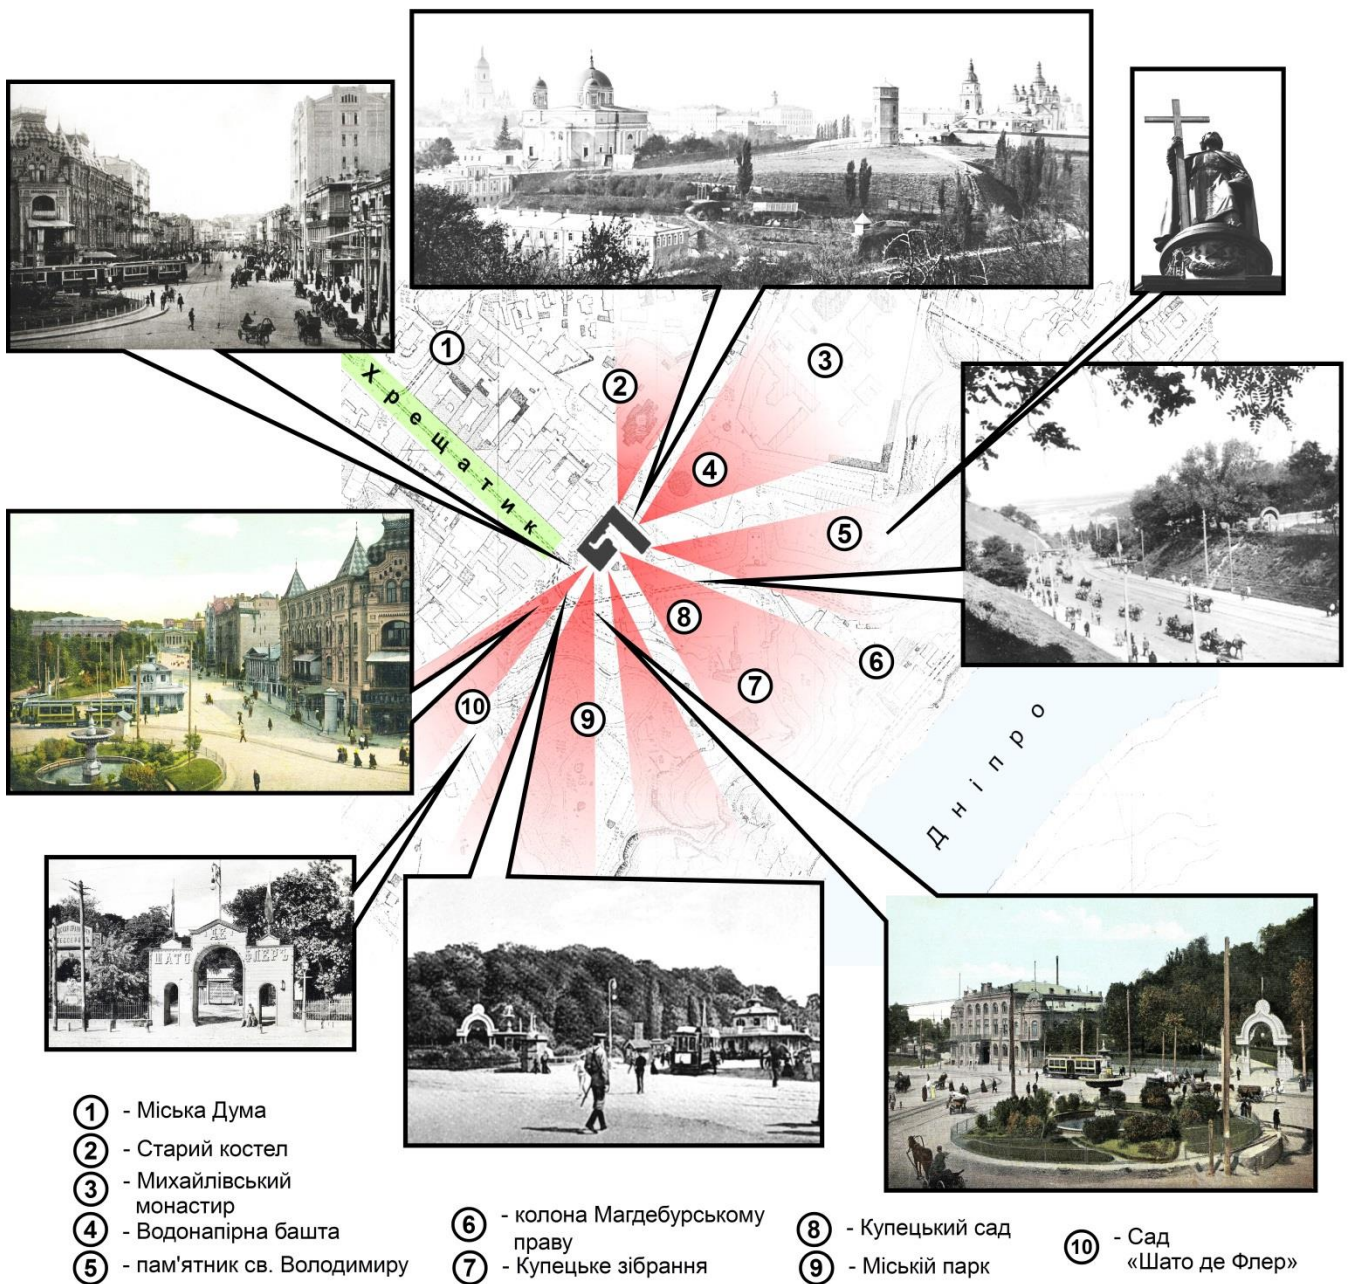 1
2
3
4
5
6
7
8
9
10
Хрещатик
Дніпро
ШАТО
ДЕ
ФЛЕРЪ
1 - Міська Дума
2 - Старий костел
3 - Михайлівський
монастир
4 - Водонапірна башта
5 - пам'ятник св. Володимиру
6 - колона Магдебурському
праву
7 - Купецьке зібрання
8 - Купецький сад
9 - Міській парк
10 - Сад
«Шато де Флер»